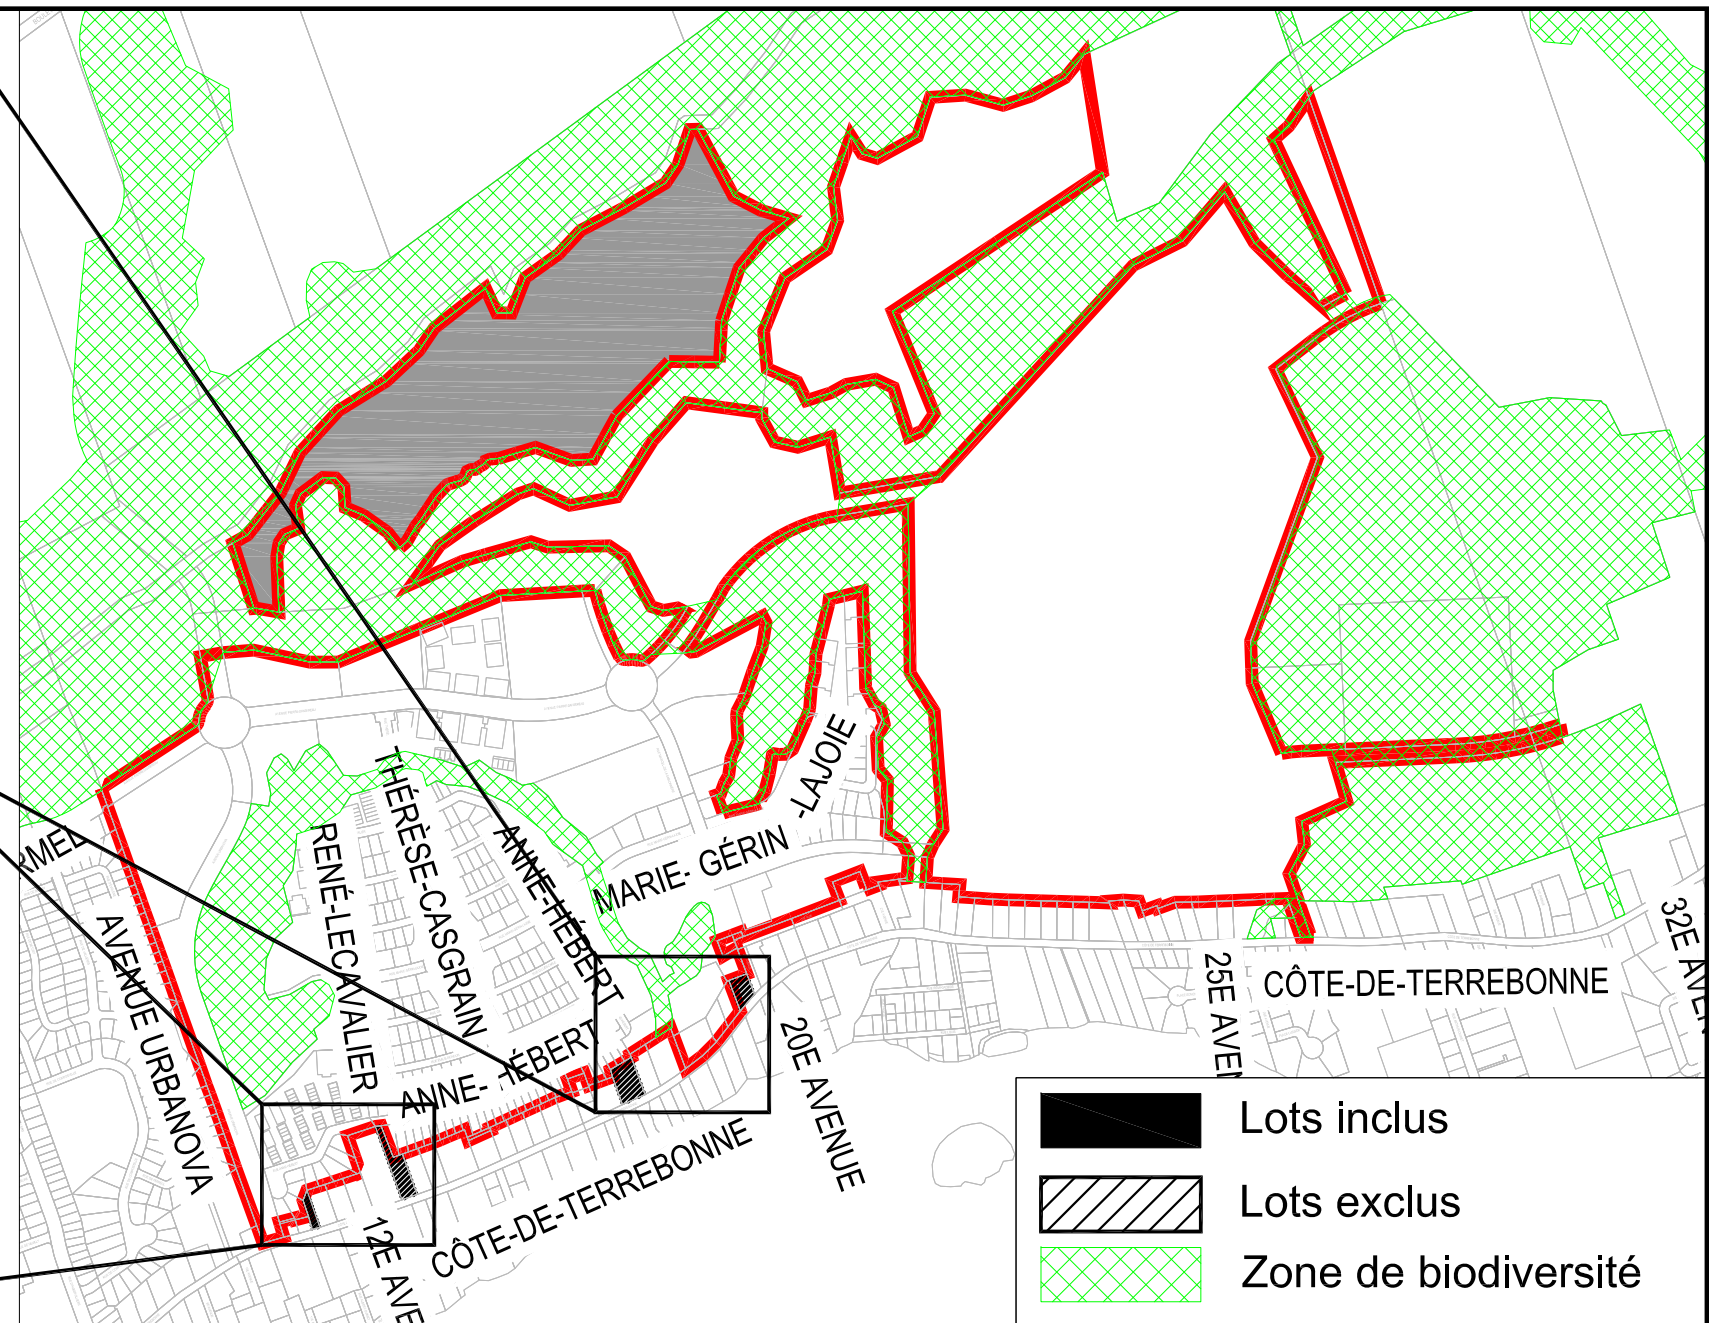 THÉRÈSE-CASGRAIN
RENÉ-LECAVALIER
ANNE-HÉBERT
MARIE- GÉRIN -LAJOIE
AVENUE URBANOVA
ANNE- HÉBERT
20E AVENUE
25E AVEN
CÔTE-DE-TERREBONNE
32E AVEN
12E AVE
CÔTE-DE-TERREBONNE
Lots inclus
Lots exclus
Zone de biodiversité